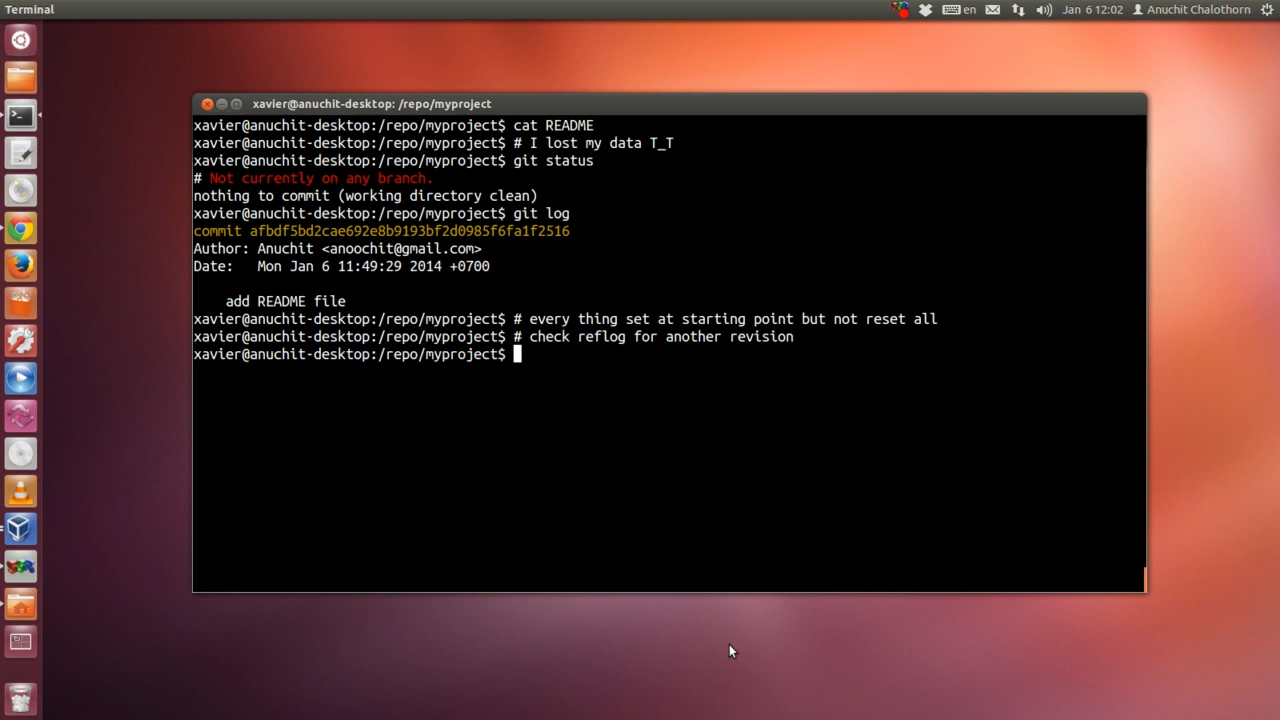 Terminal
en
Jan 6 12:02
Anuchit Chalothorn
xavier@anuchit-desktop: /repo/myproject
xavier@anuchit-desktop:/repo/myproject$ cat README
xavier@anuchit-desktop:/repo/myproject$ # I lost my data T_T
xavier@anuchit-desktop:/repo/myproject$ git status
# Not currently on any branch.
nothing to commit (working directory clean)
xavier@anuchit-desktop:/repo/myproject$ git log
commit afbdf5bd2cae692e8b9193bf2d0985f6fa1f2516
Author: Anuchit <anoochit@gmail.com>
Date:   Mon Jan 6 11:49:29 2014 +0700
    add README file
xavier@anuchit-desktop:/repo/myproject$ # every thing set at starting point but not reset all
xavier@anuchit-desktop:/repo/myproject$ # check reflog for another revision
xavier@anuchit-desktop:/repo/myproject$